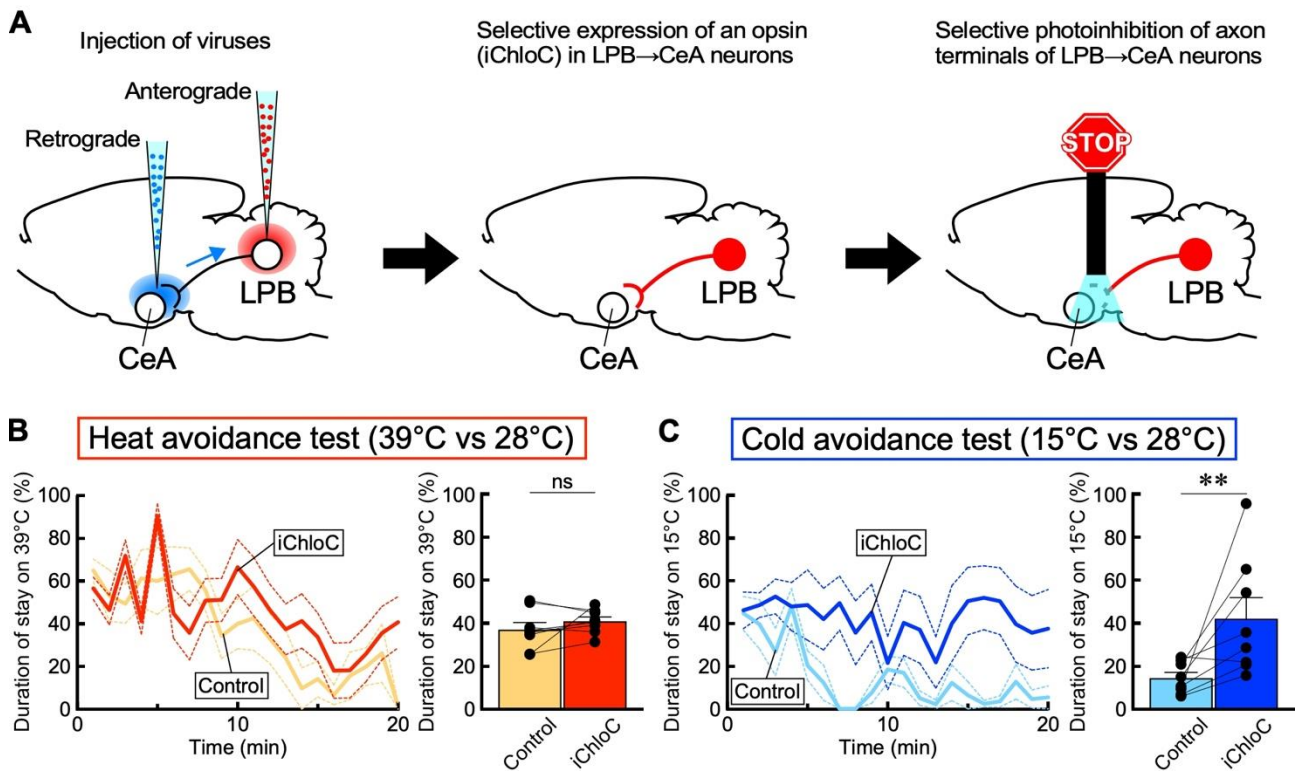 A
Injection of viruses
Anterograde
Retrograde
LPB
CeA
Selective expression of an opsin
(iChloC) in LPB→CeA neurons
LPB
CeA
Selective photoinhibition of axon
terminals of LPB→CeA neurons
STOP
LPB
CeA
B
Heat avoidance test (39°C vs 28°C)
Duration of stay on 39°C (%)
100
80
60
40
20
0
iChloC
Control
0
10
20
Time (min)
Duration of stay on 39°C (%)
100
80
60
40
20
0
ns
Control
iChloC
C
Cold avoidance test (15°C vs 28°C)
Duration of stay on 15°C (%)
100
80
60
40
20
0
iChloC
Control
0
10
20
Time (min)
Duration of stay on 15°C (%)
100
80
60
40
20
0
**
Control
iChloC